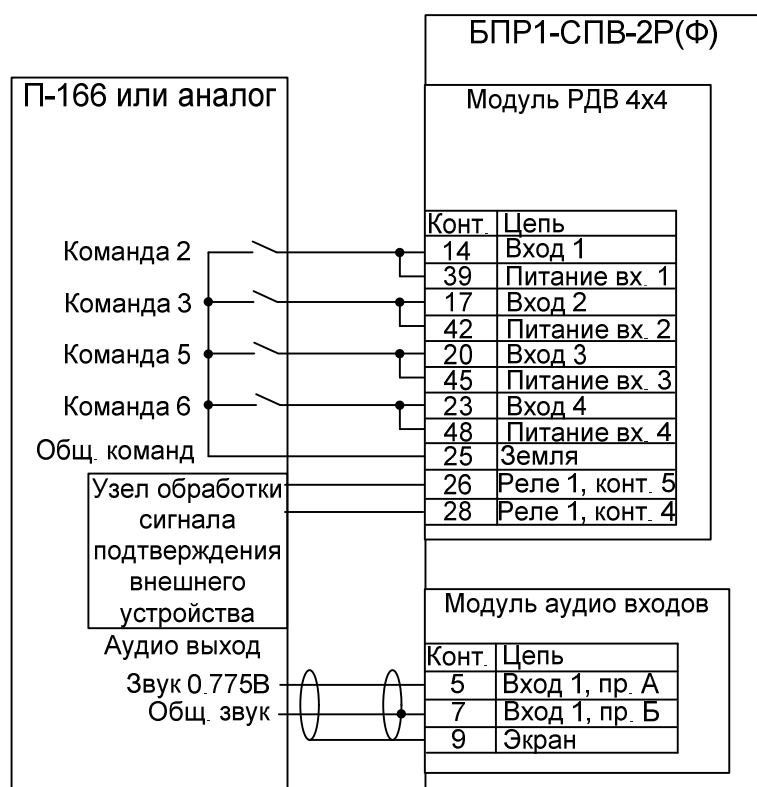 БПР1-СПВ-2Р(Ф)
П-166 или аналог
Модуль РДВ 4х4
Конт. Цепь
Команда 2 14 Вход 1
39 Питание вх. 1
Команда 3 17 Вход 2
42 Питание вх. 2
Команда 5 20 Вход 3
45 Питание вх. 3
Команда 6 23 Вход 4
48 Питание вх. 4
Общ. команд 25 Земля
26 Реле 1, конт. 5
28 Реле 1, конт. 4
Узел обработки
сигнала
подтверждения
внешнего
устройства
Модуль аудио входов
Аудио выход
Конт. Цепь
Звук 0.775В 5 Вход 1, пр. А
Общ. звук 7 Вход 1, пр. Б
9 Экран